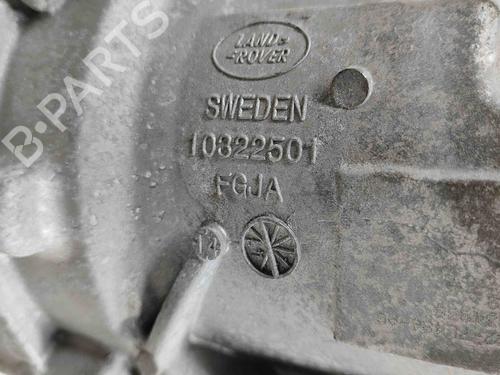 LAND-
-ROVER
SWEDEN
10322501
FGJA
14
B-PARTS